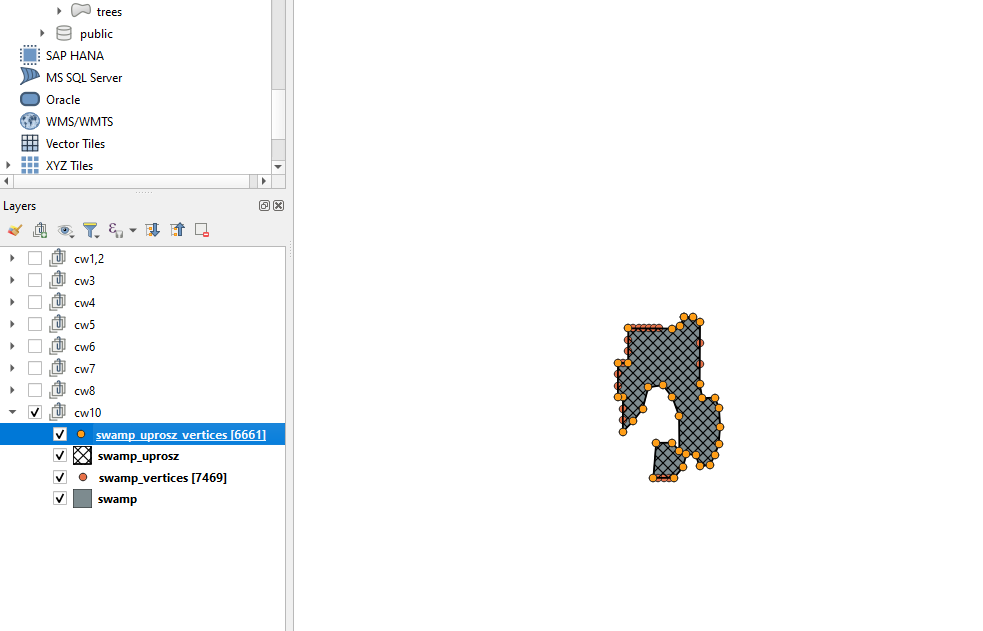 trees
public
SAP HANA
MS SQL Server
Oracle
WMS/WMTS
Vector Tiles
XYZ Tiles
Layers
cw1,2
cw3
cw4
cw5
cw6
cw7
cw8
cw10
swamp_uprosz_vertices [6661]
swamp_uprosz
swamp_vertices [7469]
swamp